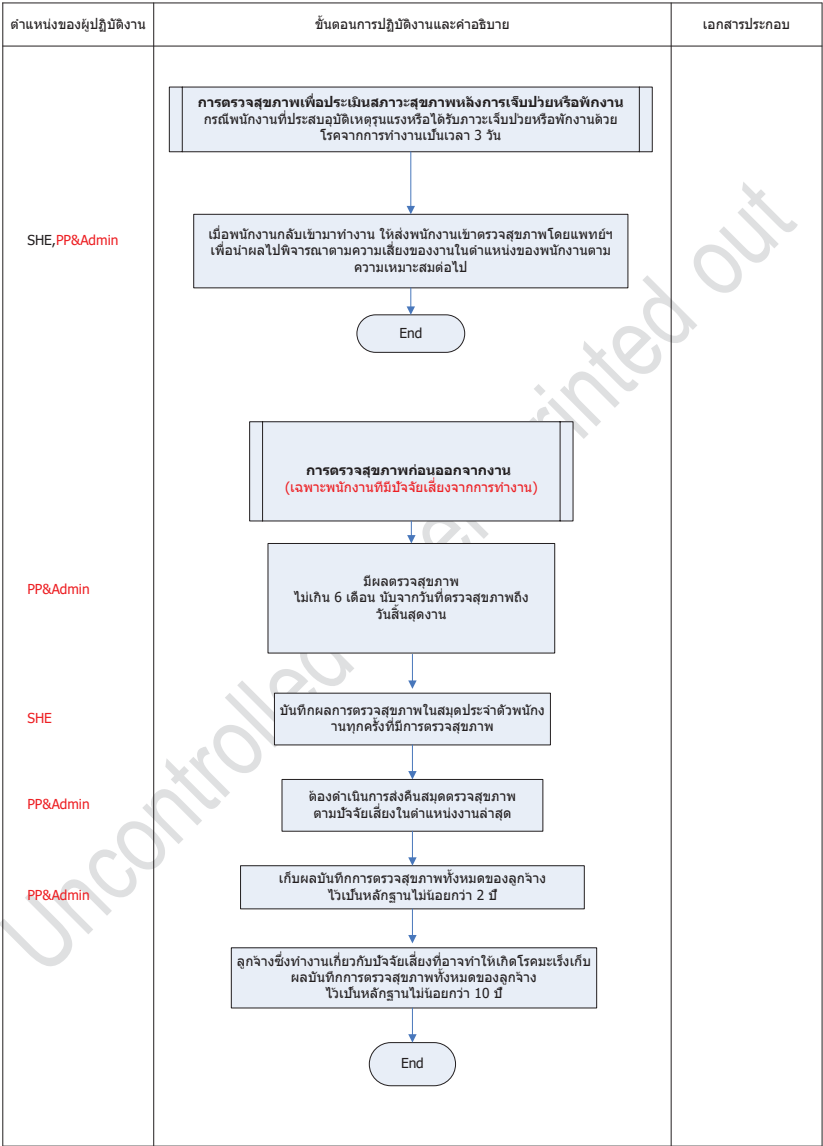 ตำแหน่งของผู้ปฏิบัติงาน
ขั้นตอนการปฏิบัติงานและคำอธิบาย
เอกสารประกอบ
การตรวจสุขภาพเพื่อประเมินสภาวะสุขภาพหลังการเจ็บป่วยหรือพักงาน
กรณีพนักงานที่ประสบอุบัติเหตุรุนแรงหรือได้รับภาวะเจ็บป่วยหรือพักงานด้วย
โรคจากการทำงานเป็นเวลา 3 วัน
SHE,PP&Admin
เมื่อพนักงานกลับเข้ามาทำงาน ให้ส่งพนักงานเข้าตรวจสุขภาพโดยแพทย์ฯ
เพื่อนำผลไปพิจารณาตามความเสี่ยงของงานในตำแหน่งของพนักงานตาม
ความเหมาะสมต่อไป
End
การตรวจสุขภาพก่อนออกจากงาน
(เฉพาะพนักงานที่มีปัจจัยเสี่ยงจากการทำงาน)
PP&Admin
มีผลตรวจสุขภาพ
ไม่เกิน 6 เดือน นับจากวันที่ตรวจสุขภาพถึง
วันสิ้นสุดงาน
SHE
บันทึกผลการตรวจสุขภาพในสมุดประจำตัวพนักง
านทุกครั้งที่มีการตรวจสุขภาพ
PP&Admin
ต้องดำเนินการส่งคืนสมุดตรวจสุขภาพ
ตามปัจจัยเสี่ยงในตำแหน่งงานล่าสุด
PP&Admin
เก็บผลบันทึกการตรวจสุขภาพทั้งหมดของลูกจ้าง
ไว้เป็นหลักฐานไม่น้อยกว่า 2 ปี
ลูกจ้างซึ่งทำงานเกี่ยวกับปัจจัยเสี่ยงที่อาจทำให้เกิดโรคมะเร็งเก็บ
ผลบันทึกการตรวจสุขภาพทั้งหมดของลูกจ้าง
ไว้เป็นหลักฐานไม่น้อยกว่า 10 ปี
End
Uncontrolled printed out